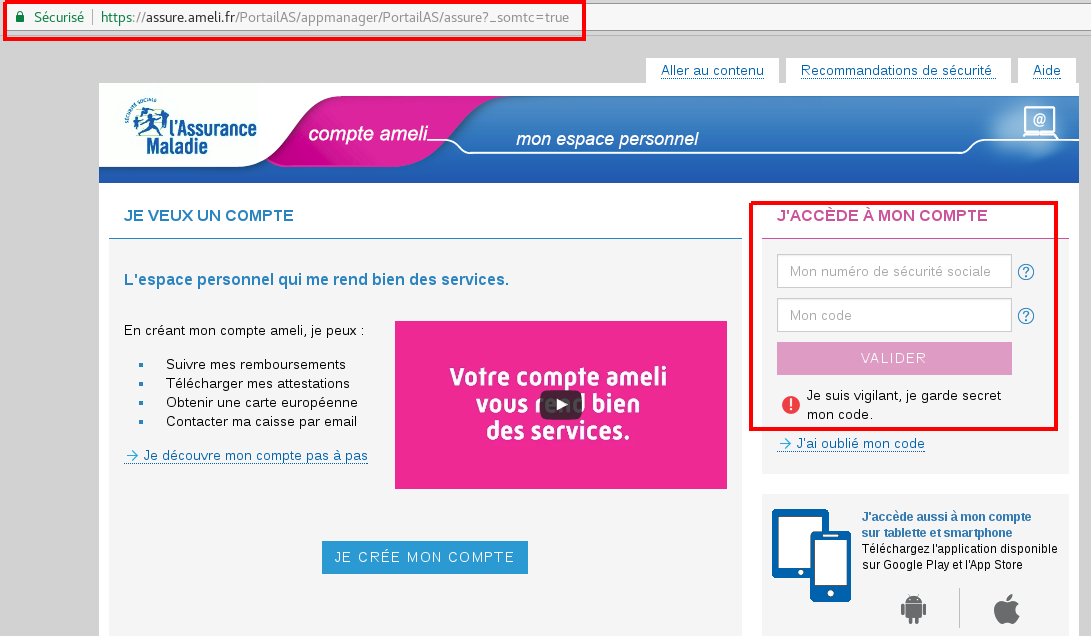 Sécurisé https://assure.ameli.fr/PortailAS/appmanager/PortailAS/assure?_somtc=true
Aller au contenu
Recommandations de sécurité
Aide
SÉCURITÉ SOCIALE
l'Assurance
Maladie
compte ameli
mon espace personnel
@
JE VEUX UN COMPTE
L'espace personnel qui me rend bien des services.
En créant mon compte ameli, je peux :
Suivre mes remboursements
Télécharger mes attestations
Obtenir une carte européenne
Contacter ma caisse par email
Je découvre mon compte pas à pas
Votre compte ameli
vous rend bien
des services.
JE CRÉE MON COMPTE
J'ACCÈDE À MON COMPTE
Mon numéro de sécurité sociale ?
Mon code ?
VALIDER
! Je suis vigilant, je garde secret
mon code.
J'ai oublié mon code
J'accède aussi à mon compte
sur tablette et smartphone
Téléchargez l'application disponible
sur Google Play et l'App Store